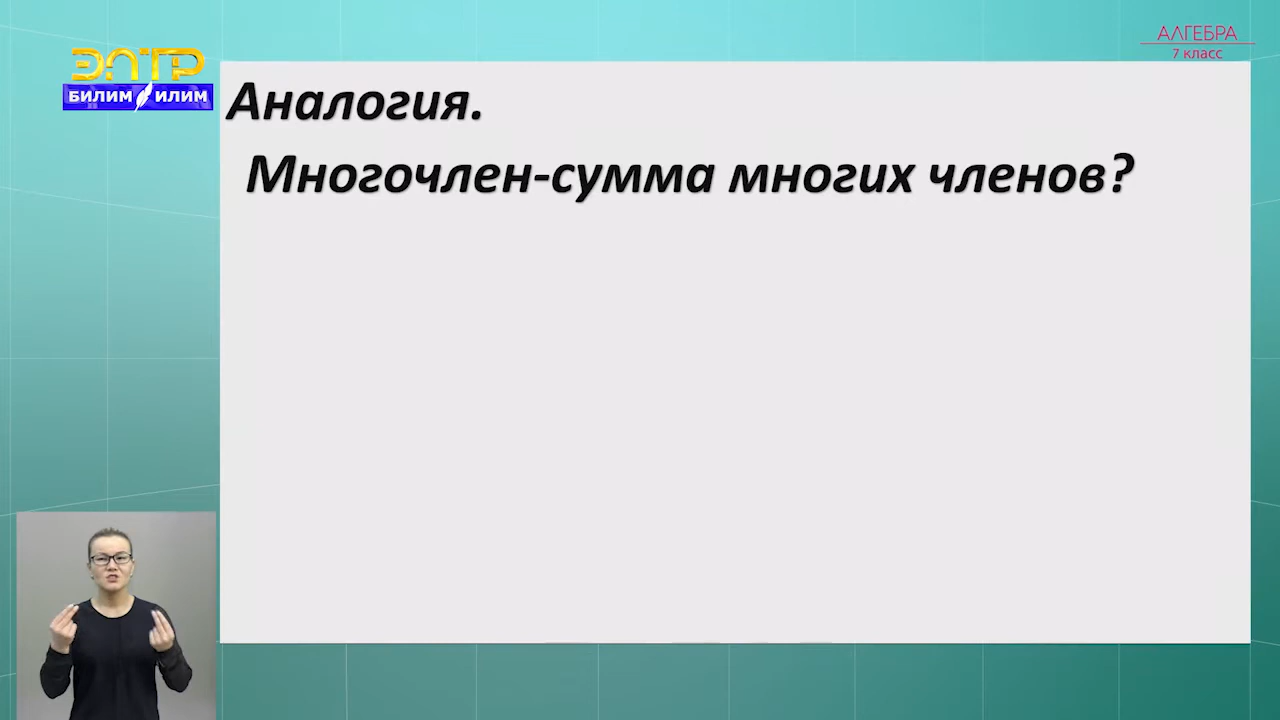 АЛГЕБРА
7 класс
ЭЛТР
БИЛИМ ИЛИМ
Аналогия.
Многочлен-сумма многих членов?